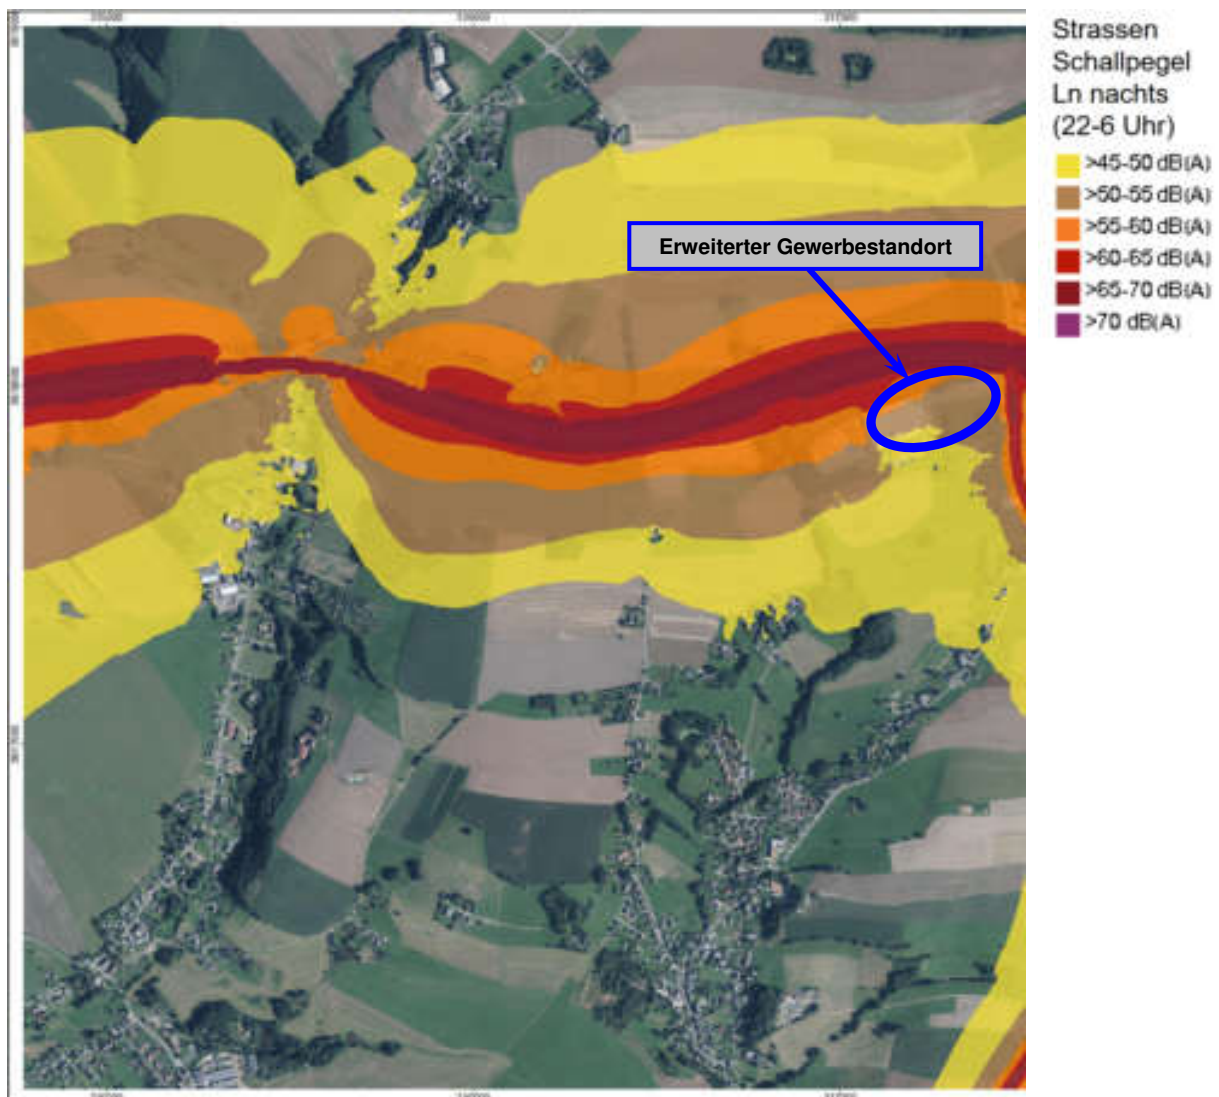 Strassen
Schallpegel
Ln nachts
(22-6 Uhr)
>45-50 dB(A)
>50-55 dB(A)
>55-60 dB(A)
>60-65 dB(A)
>65-70 dB(A)
>70 dB(A)
Erweiterter Gewerbestandort